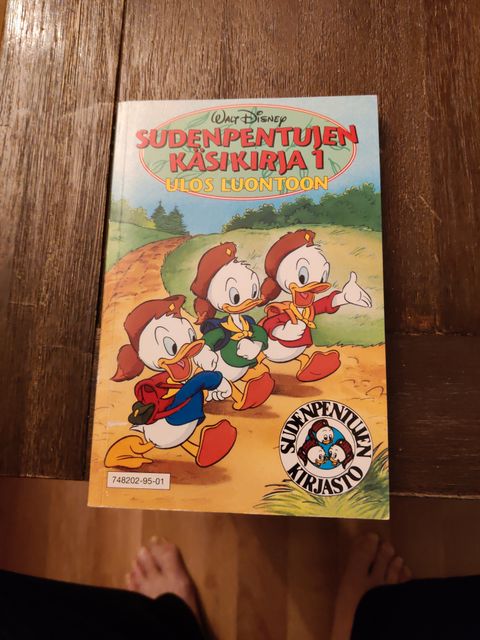 WALT DISNEY
SUDENPENTUJEN
KÄSIKIRJA 1
ULOS LUONTOON
SUDENPENTUJEN
KIRJASTO
748202-95-01